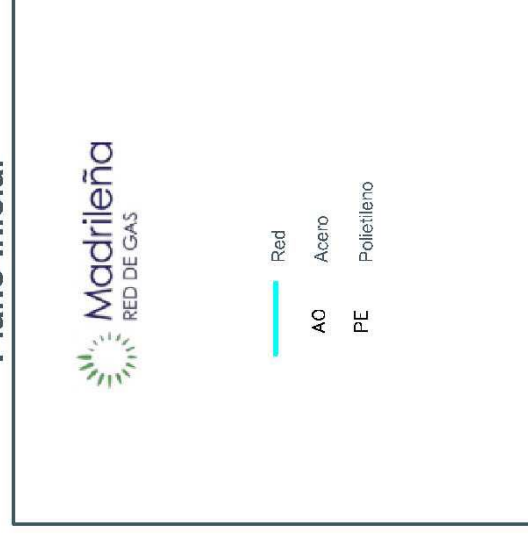 Madrileña
RED DE GAS
Red
AO Acero
PE Polietileno